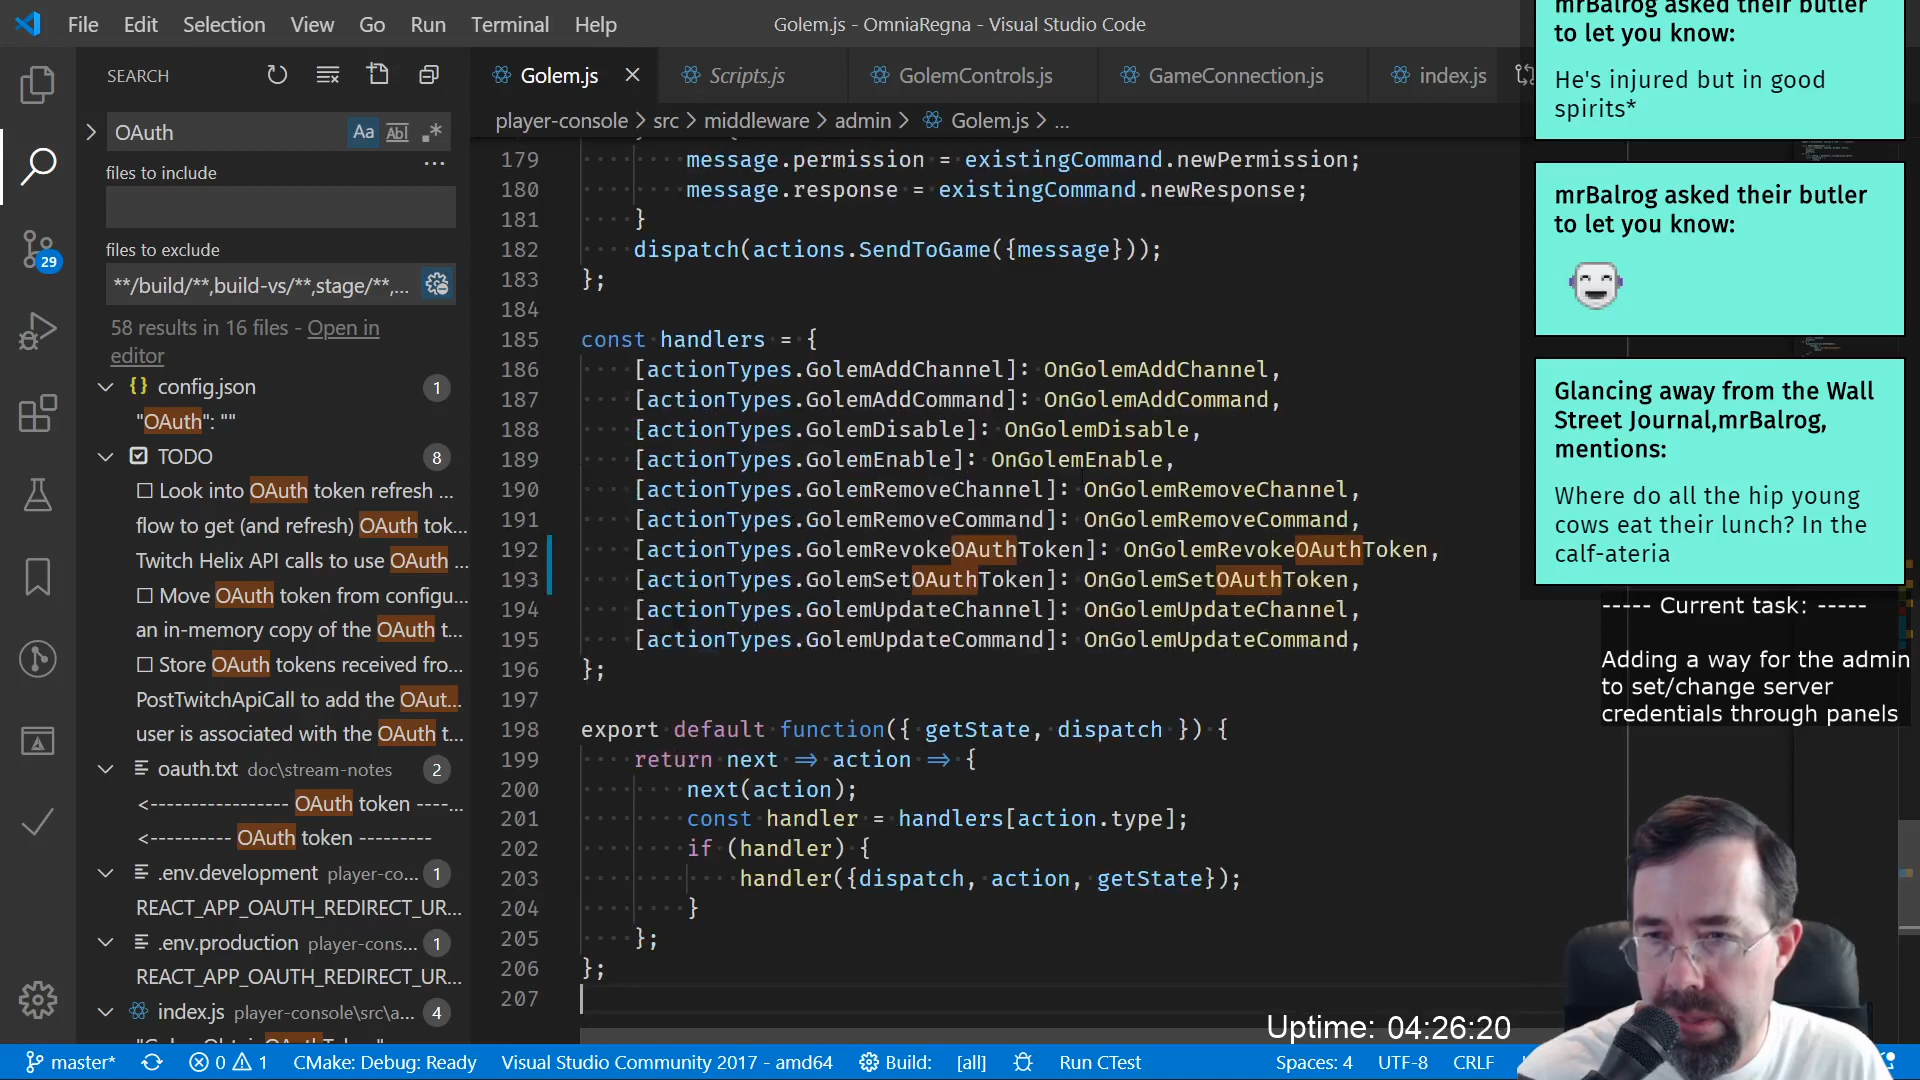 File Edit Selection View Go Run Terminal Help
Golem.js - OmniaRegna - Visual Studio Code
SEARCH
OAuth
Aa Abl .*
files to include
files to exclude
**/build/**,build-vs/**,stage/**,...
58 results in 16 files - Open in
editor
{} config.json 1
"OAuth": ""
TODO 8
☐ Look into OAuth token refresh ...
flow to get (and refresh) OAuth tok...
Twitch Helix API calls to use OAuth ...
☐ Move OAuth token from configu...
an in-memory copy of the OAuth t...
☐ Store OAuth tokens received fro...
PostTwitchApiCall to add the OAut...
user is associated with the OAuth t...
oauth.txt doc\stream-notes 2
<----------------- OAuth token ----...
<---------- OAuth token ---------
.env.development player-co... 1
REACT_APP_OAUTH_REDIRECT_UR...
.env.production player-cons... 1
REACT_APP_OAUTH_REDIRECT_UR...
index.js player-console\src\a... 4
29
Golem.js Scripts.js GolemControls.js GameConnection.js index.js
player-console > src > middleware > admin > Golem.js > ...
179 message.permission = existingCommand.newPermission;
180 message.response = existingCommand.newResponse;
181 }
182 dispatch(actions.SendToGame({message}));
183 };
184
185 const handlers = {
186 [actionTypes.GolemAddChannel]: OnGolemAddChannel,
187 [actionTypes.GolemAddCommand]: OnGolemAddCommand,
188 [actionTypes.GolemDisable]: OnGolemDisable,
189 [actionTypes.GolemEnable]: OnGolemEnable,
190 [actionTypes.GolemRemoveChannel]: OnGolemRemoveChannel,
191 [actionTypes.GolemRemoveCommand]: OnGolemRemoveCommand,
192 [actionTypes.GolemRevokeOAuthToken]: OnGolemRevokeOAuthToken,
193 [actionTypes.GolemSetOAuthToken]: OnGolemSetOAuthToken,
194 [actionTypes.GolemUpdateChannel]: OnGolemUpdateChannel,
195 [actionTypes.GolemUpdateCommand]: OnGolemUpdateCommand,
196 };
197
198 export default function({ getState, dispatch }) {
199 return next => action => {
200 next(action);
201 const handler = handlers[action.type];
202 if (handler) {
203 handler({dispatch, action, getState});
204 }
205 };
206 };
207
mrBalrog asked their butler
to let you know:
He's injured but in good
spirits*
mrBalrog asked their butler
to let you know:
Glancing away from the Wall
Street Journal,mrBalrog,
mentions:
Where do all the hip young
cows eat their lunch? In the
calf-ateria
----- Current task: -----
Adding a way for the admin
to set/change server
credentials through panels
Uptime: 04:26:20
master* 0 1 CMake: Debug: Ready Visual Studio Community 2017 - amd64 Build: [all] Run CTest Spaces: 4 UTF-8 CRLF